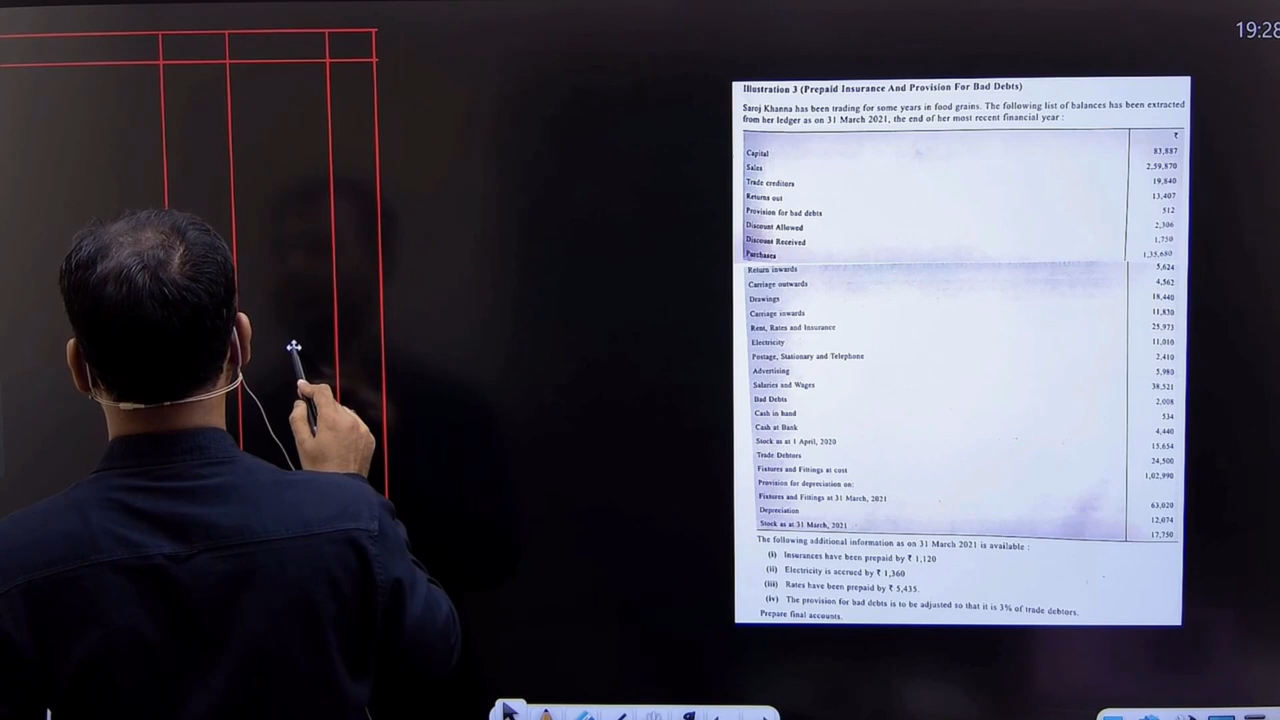 19:28
Illustration 3 (Prepaid Insurance And Provision For Bad Debts)
Saroj Khanna has been trading for some years in food grains. The following list of balances has been extracted
from her ledger as on 31 March 2021, the end of her most recent financial year :
₹
Capital 83,887
Sales 2,59,870
Trade creditors 19,840
Returns out 13,407
Provision for bad debts 512
Discount Allowed 2,306
Discount Received 1,750
Purchases 1,35,680
Return inwards 5,624
Carriage outwards 4,562
Drawings 18,440
Carriage inwards 11,830
Rent, Rates and Insurance 25,973
Electricity 11,010
Postage, Stationary and Telephone 2,410
Advertising 5,980
Salaries and Wages 38,521
Bad Debts 2,008
Cash in hand 534
Cash at Bank 4,440
Stock as at 1 April, 2020 15,654
Trade Debtors 24,500
Fixtures and Fittings at cost 1,02,990
Provision for depreciation on:
Fixtures and Fittings at 31 March, 2021 63,020
Depreciation 12,074
Stock as at 31 March, 2021 17,750
The following additional information as on 31 March 2021 is available :
(i) Insurances have been prepaid by ₹ 1,120
(ii) Electricity is accrued by ₹ 1,360
(iii) Rates have been prepaid by ₹ 5,435.
(iv) The provision for bad debts is to be adjusted so that it is 3% of trade debtors.
Prepare final accounts.